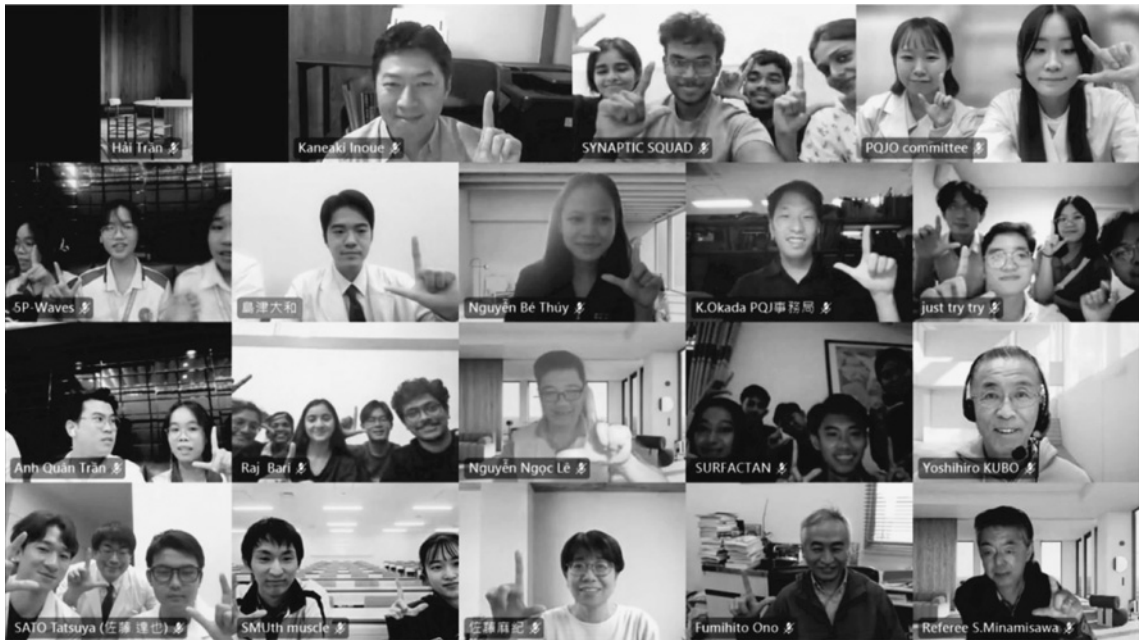 Hải Trần
Kaneaki Inoue
SYNAPTIC SQUAD
PQJO committee
5P-Waves
島津大和
Nguyễn Bé Thúy
K.Okada PQJ事務局
just try try
Anh Quân Trần
Raj Bari
Nguyễn Ngọc Lê
SURFACTAN
Yoshihiro KUBO
SATO Tatsuya (佐藤 達也)
SMUth muscle
佐藤麻紀
Fumihito Ono
Referee S.Minamisawa